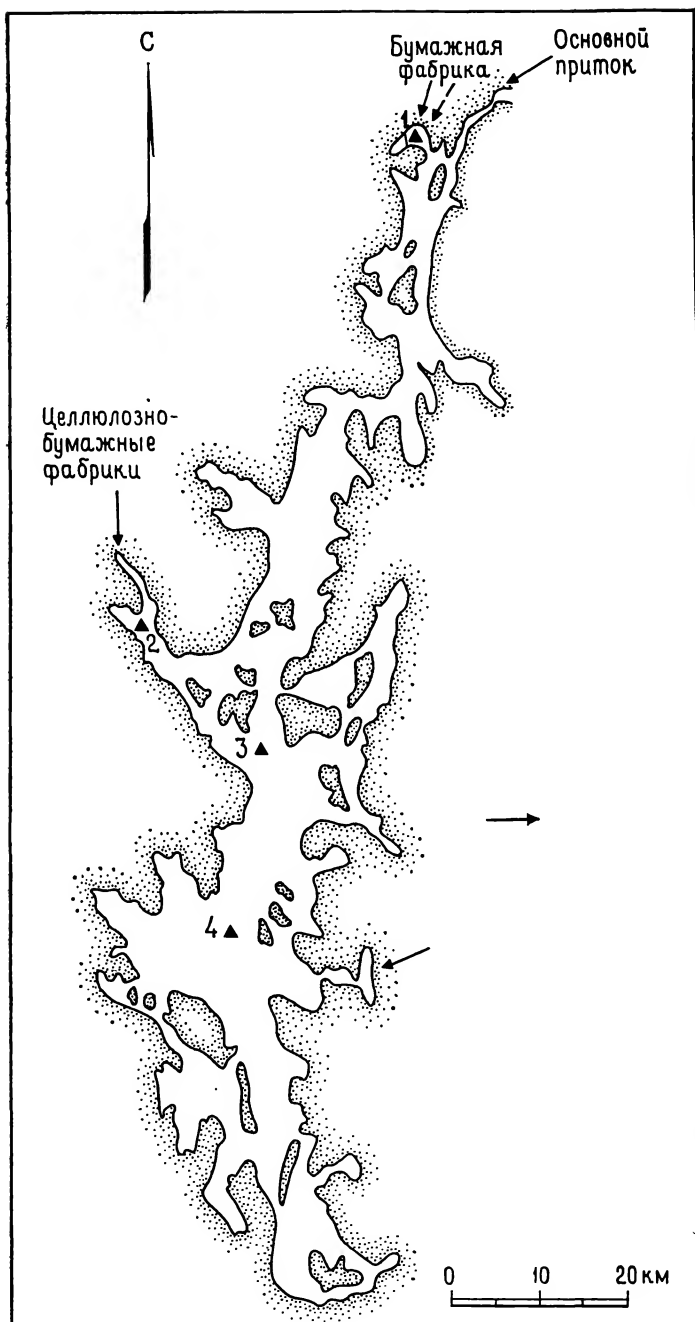 С
Бумажная
фабрика
Основной
приток
1
Целлюлозно-
бумажные
фабрики
2
3
4
0 10 20 км